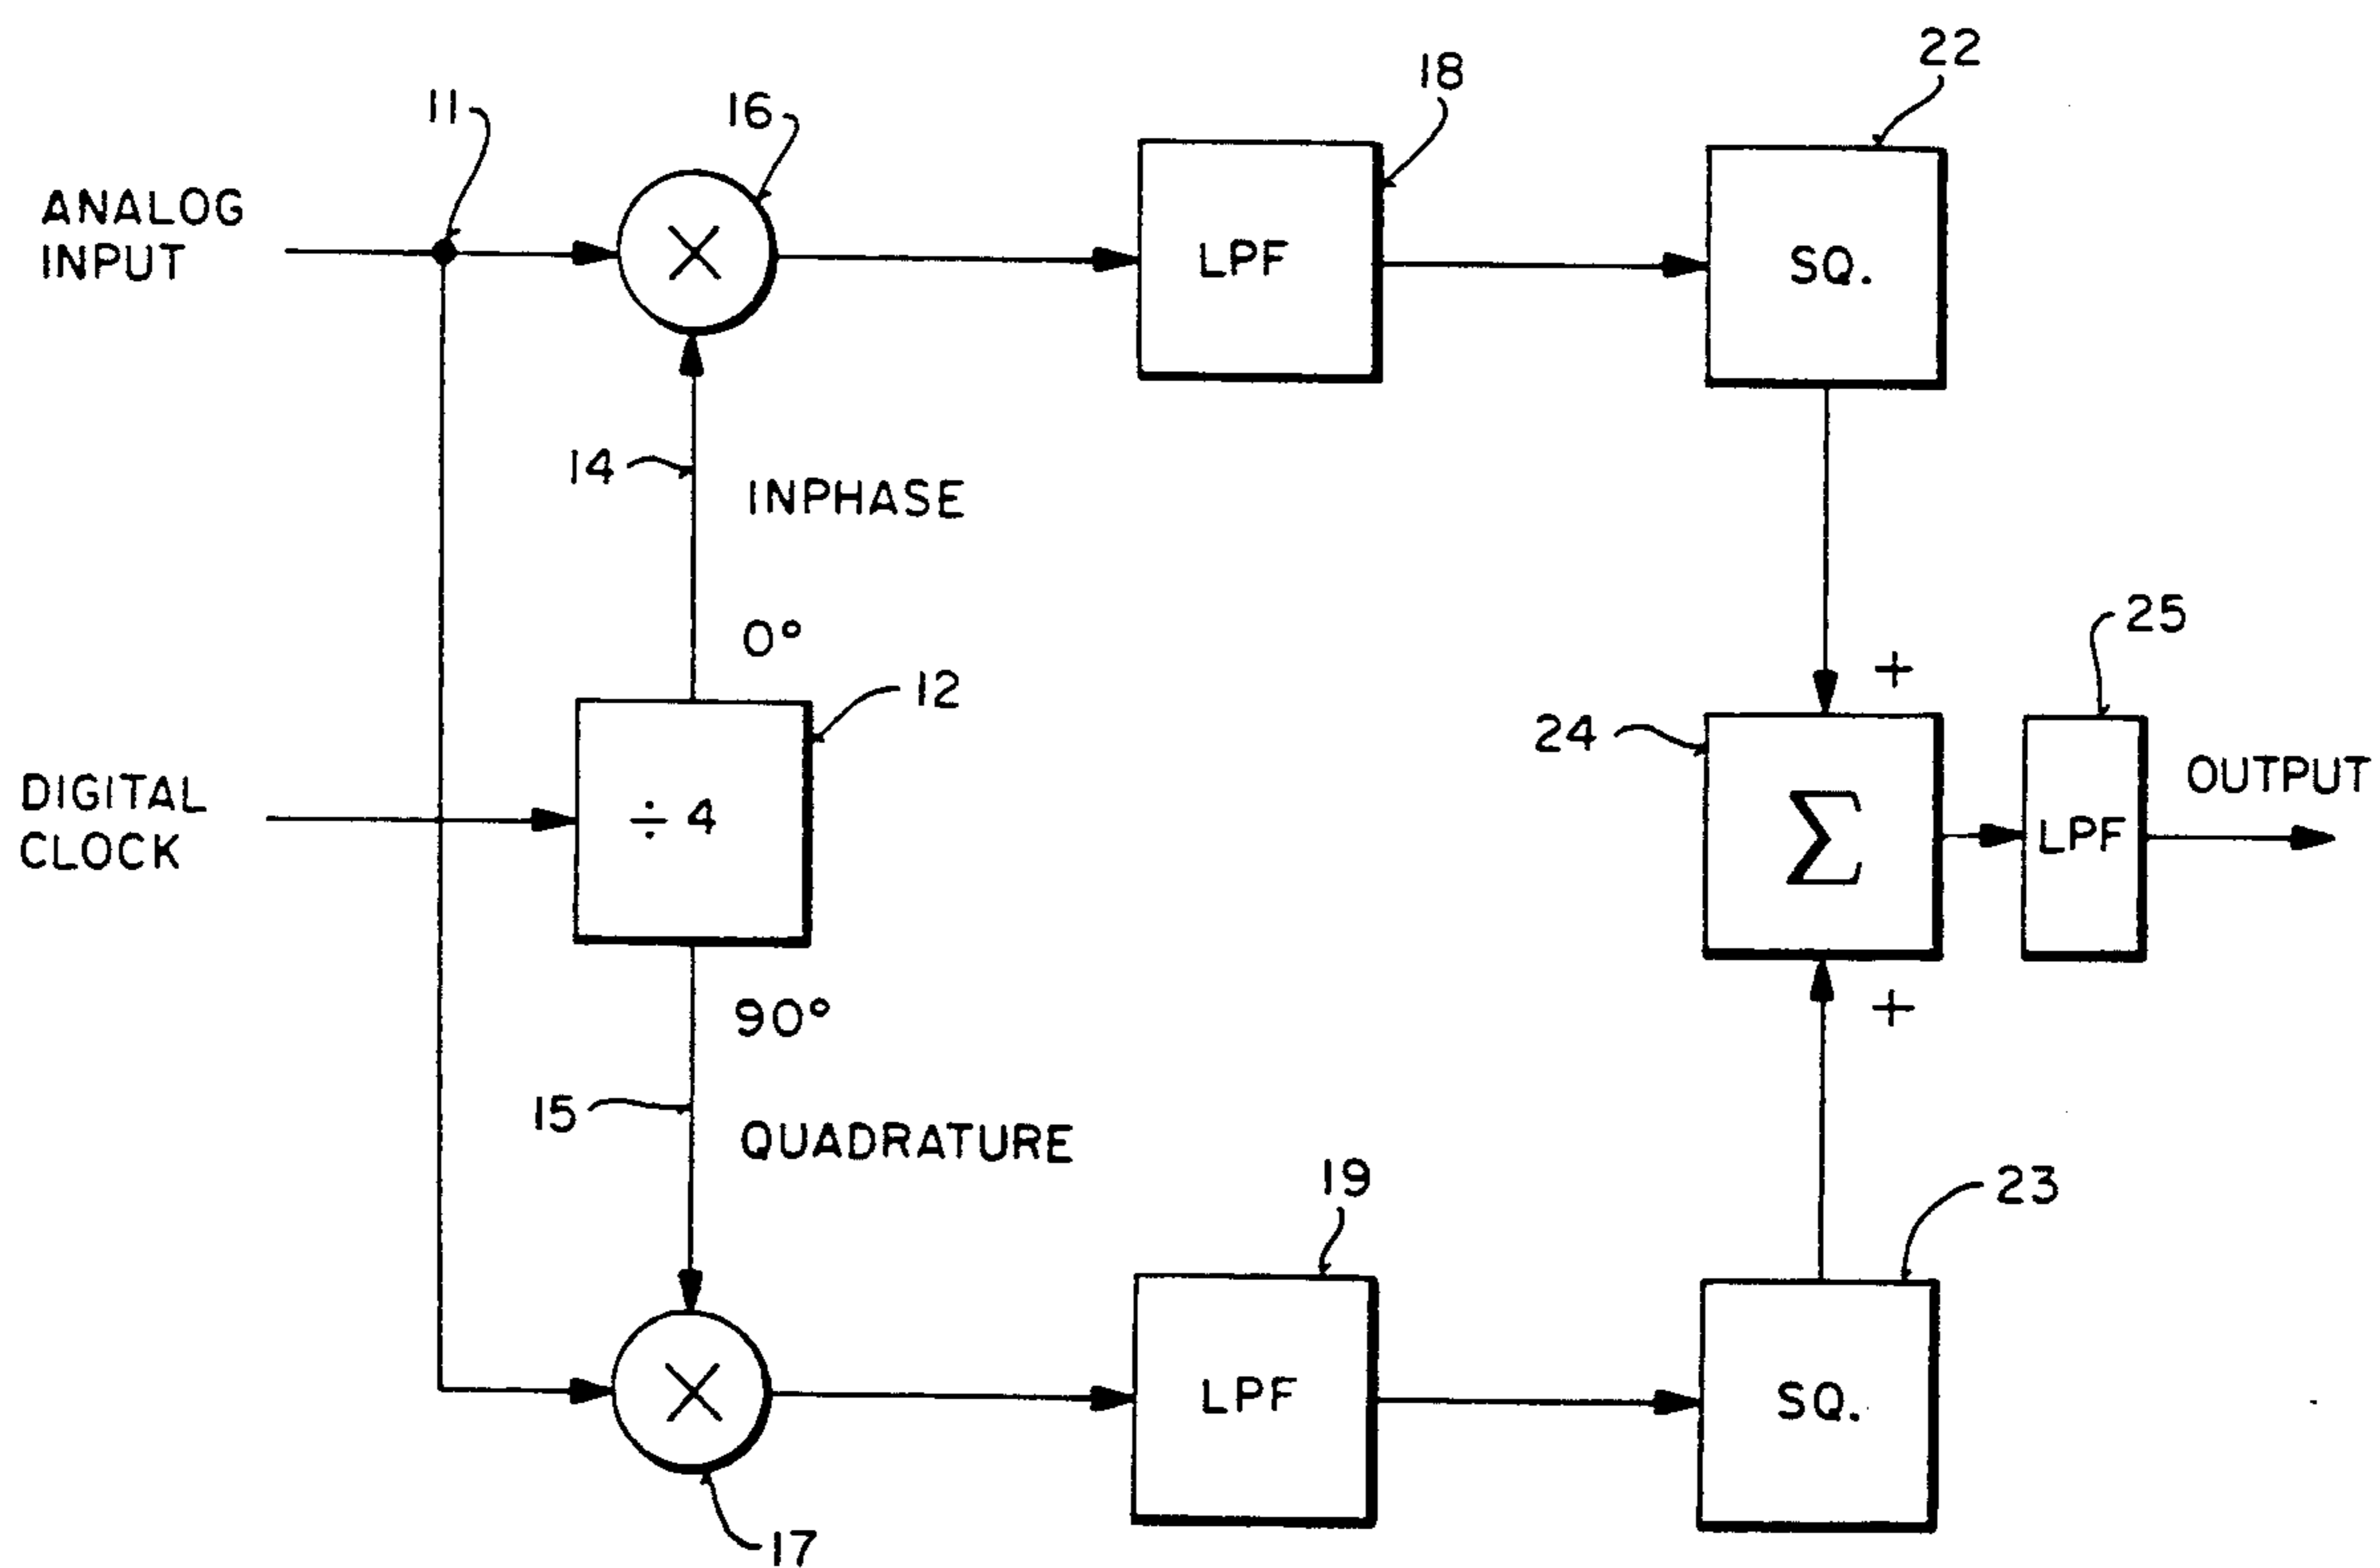 22
18
11
16
ANALOG
INPUT
×
LPF
SQ.
14
INPHASE
0°
25
12
+
24
DIGITAL
CLOCK
÷ 4
Σ
LPF
OUTPUT
90°
+
15
QUADRATURE
19
23
×
LPF
SQ.
17